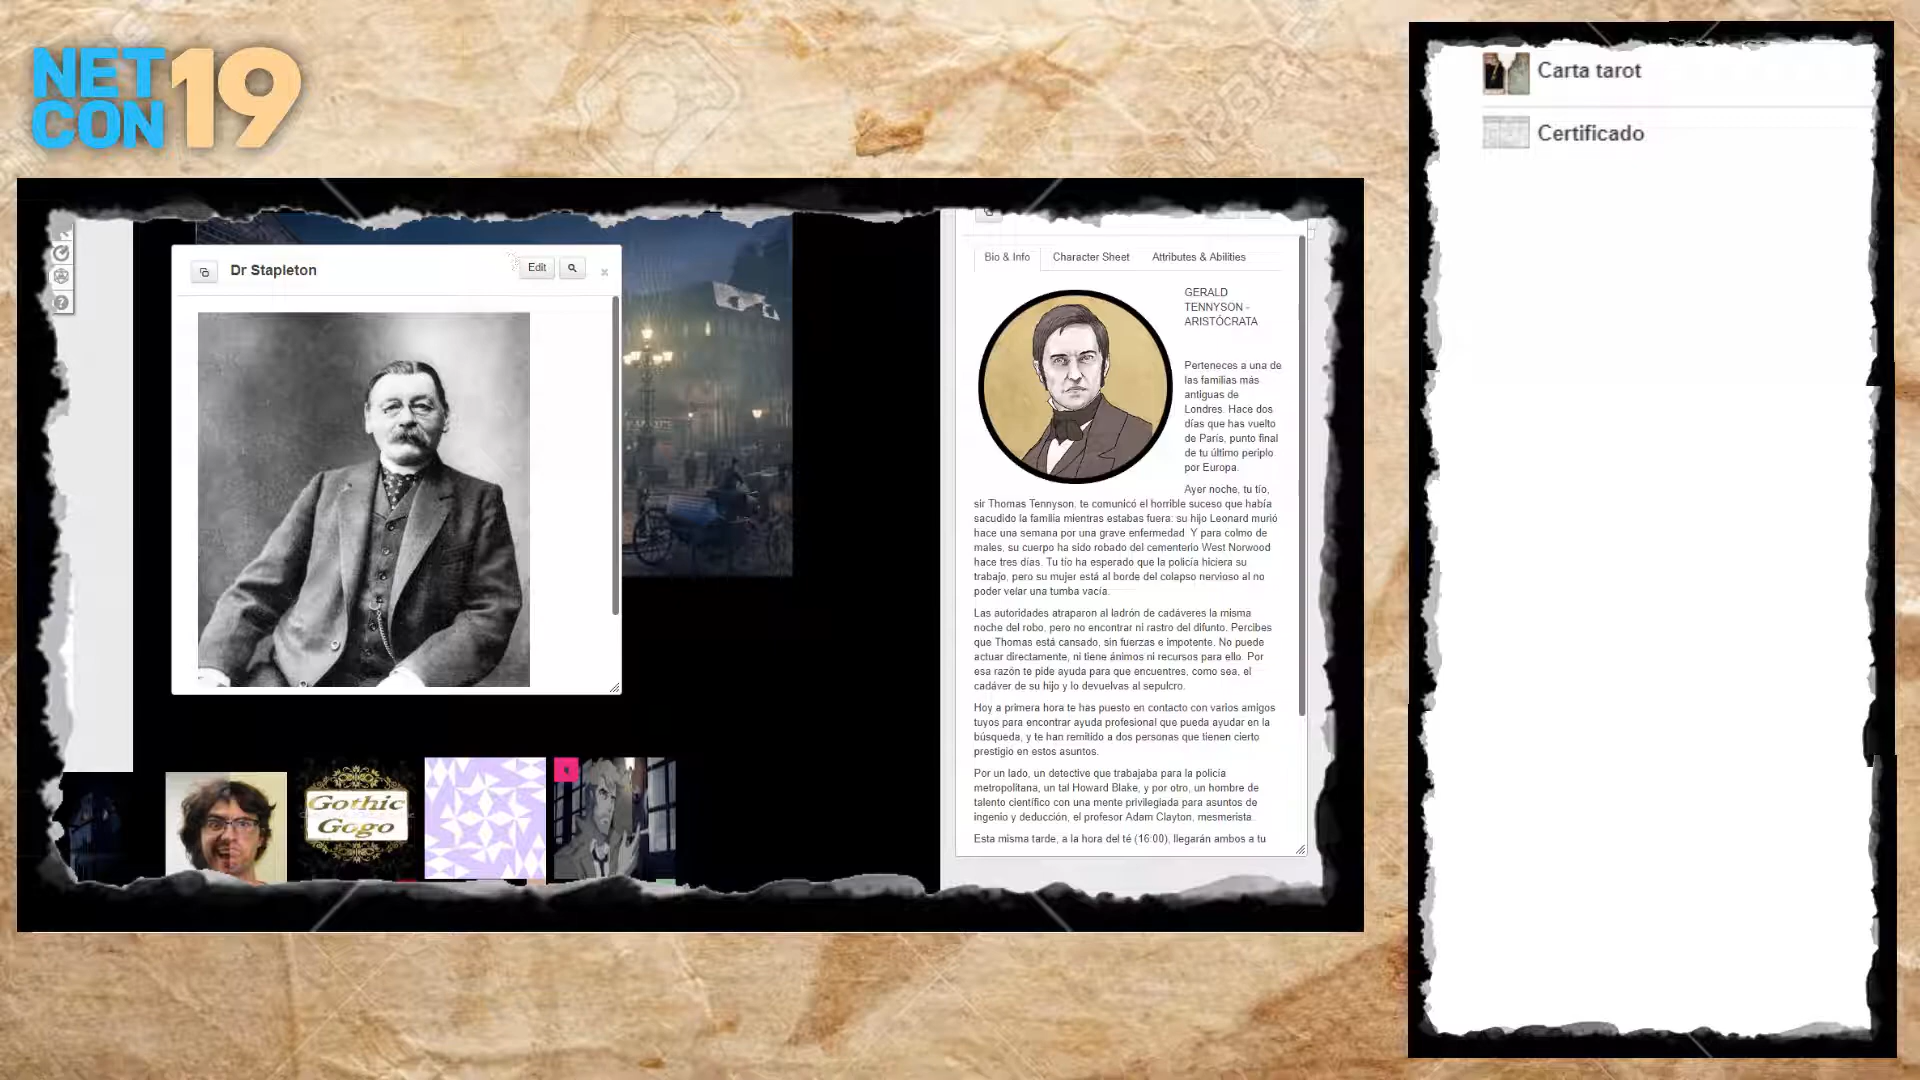 NET
CON
19
Dr Stapleton
Edit
Gothic
Gogo
Bio & Info
Character Sheet
Attributes & Abilities
GERALD
TENNYSON -
ARISTÓCRATA
Perteneces a una de
las familias más
antiguas de
Londres. Hace dos
días que has vuelto
de París, punto final
de tu último periplo
por Europa.
Ayer noche, tu tío,
sir Thomas Tennyson, te comunicó el horrible suceso que había
sacudido la familia mientras estabas fuera: su hijo Leonard murió
hace una semana por una grave enfermedad. Y para colmo de
males, su cuerpo ha sido robado del cementerio West Norwood
hace tres días. Tu tío ha esperado que la policía hiciera su
trabajo, pero su mujer está al borde del colapso nervioso al no
poder velar una tumba vacía.
Las autoridades atraparon al ladrón de cadáveres la misma
noche del robo, pero no encontrar ni rastro del difunto. Percibes
que Thomas está cansado, sin fuerzas e impotente. No puede
actuar directamente, ni tiene ánimos ni recursos para ello. Por
esa razón te pide ayuda para que encuentres, como sea, el
cadáver de su hijo y lo devuelvas al sepulcro.
Hoy a primera hora te has puesto en contacto con varios amigos
tuyos para encontrar ayuda profesional que pueda ayudar en la
búsqueda, y te han remitido a dos personas que tienen cierto
prestigio en estos asuntos.
Por un lado, un detective que trabajaba para la policía
metropolitana, un tal Howard Blake, y por otro, un hombre de
talento científico con una mente privilegiada para asuntos de
ingenio y deducción, el profesor Adam Clayton, mesmerista.
Esta misma tarde, a la hora del té (16:00), llegarán ambos a tu
Carta tarot
Certificado